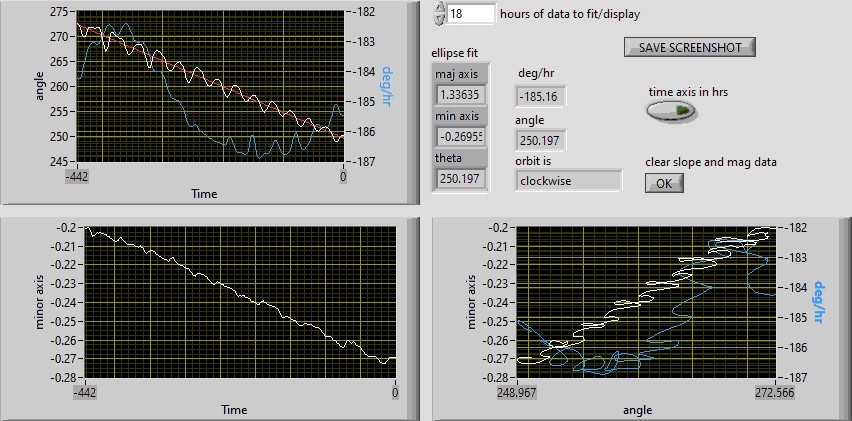 18 hours of data to fit/display
SAVE SCREENSHOT
275
270
265
260
255
250
245
angle
-182
-183
-184
-185
-186
-187
deg/hr
-442
0
Time
ellipse fit
maj axis
1.33635
min axis
-0.26955
theta
250.197
deg/hr
-185.16
angle
250.197
orbit is
clockwise
time axis in hrs
clear slope and mag data
OK
-0.2
-0.21
-0.22
-0.23
-0.24
-0.25
-0.26
-0.27
-0.28
minor axis
-442
0
Time
-0.2
-0.21
-0.22
-0.23
-0.24
-0.25
-0.26
-0.27
-0.28
minor axis
-182
-183
-184
-185
-186
-187
deg/hr
248.967
272.566
angle